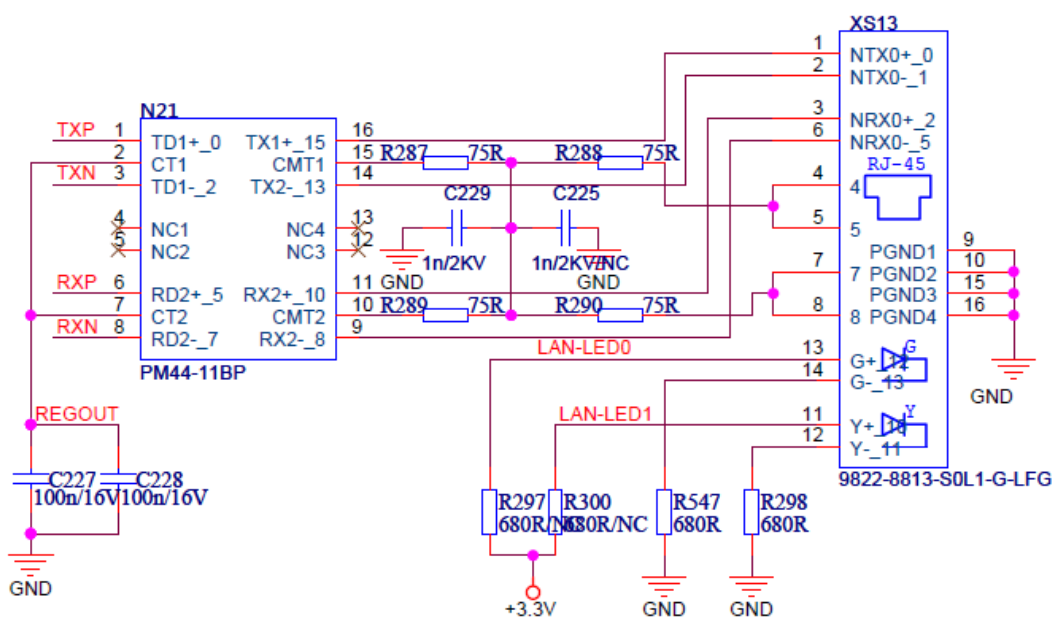 XS13
1 NTX0+_0
2 NTX0-_1
3 NRX0+_2
6 NRX0-_5
RJ-45
4 4
5 5
7 7
8 8
PGND1 9
PGND2 10
PGND3 15
PGND4 16
GND
13 G+_12
14 G-_13
G
11 Y+_10
12 Y-_11
Y
9822-8813-S0L1-G-LFG
N21
TXP 1 TD1+_0 TX1+_15 16
2 CT1 CMT1 15
TXN 3 TD1-_2 TX2-_13 14
4 NC1 NC4 13
5 NC2 NC3 12
RXP 6 RD2+_5 RX2+_10 11
7 CT2 CMT2 10
RXN 8 RD2-_7 RX2-_8 9
PM44-11BP
R287 75R R288 75R
C229 C225
1n/2KV 1n/2KV/NC
GND GND
R289 75R R290 75R
LAN-LED0
LAN-LED1
REGOUT
C227 C228
100n/16V 100n/16V
GND
R297 R300 R547 R298
680R/NC 680R/NC 680R 680R
+3.3V GND GND